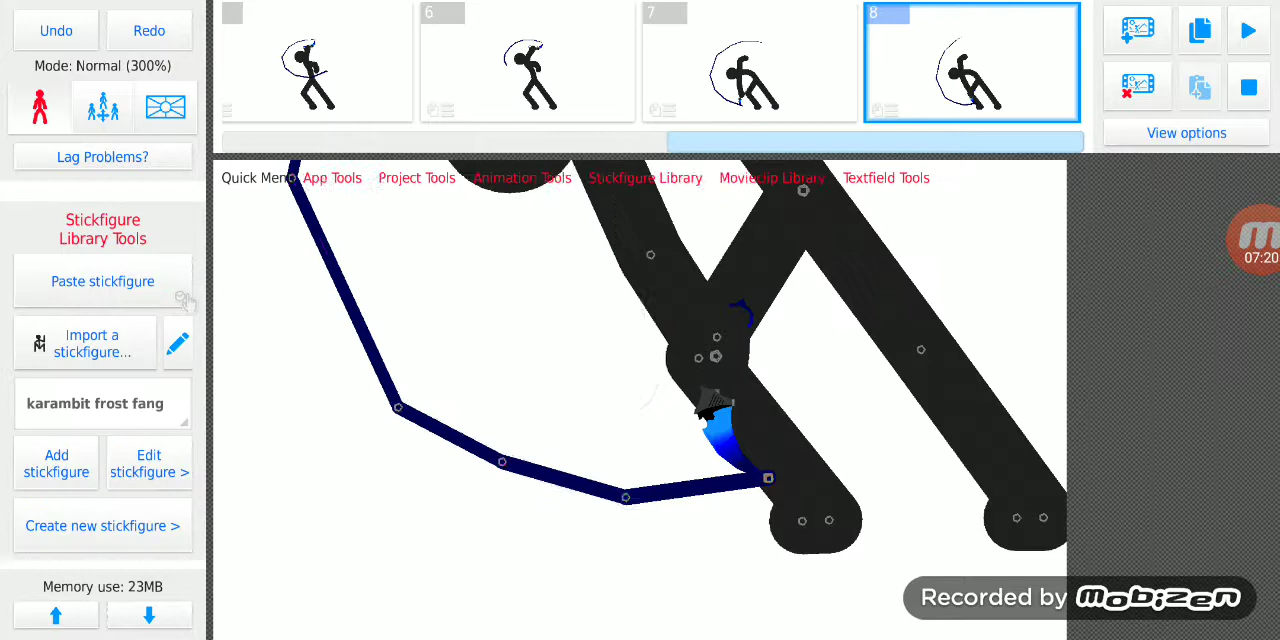 Undo
Redo
Mode: Normal (300%)
Lag Problems?
Stickfigure
Library Tools
Paste stickfigure
Import a
stickfigure...
karambit frost fang
Add
stickfigure
Edit
stickfigure >
Create new stickfigure >
Memory use: 23MB
6
7
8
View options
Quick Menu
App Tools
Project Tools
Animation Tools
Stickfigure Library
Movieclip Library
Textfield Tools
07:20
Recorded by mobizen